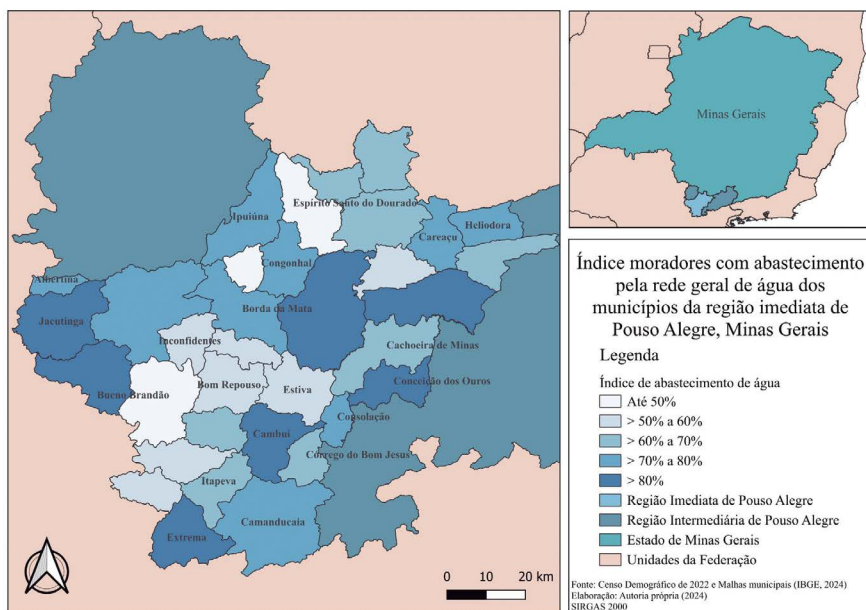 Minas Gerais
Espírito Santo do Dourado
Ipuiúna
Heliodora
Careaçu
Congonhal
Albertina
Borda da Mata
Jacutinga
Inconfidentes
Cachoeira de Minas
Bom Repouso
Estiva
Conceição dos Ouros
Bueno Brandão
Consolação
Cambuí
Córrego do Bom Jesus
Itapeva
Camanducaia
Extrema
0 10 20 km
Índice moradores com abastecimento
pela rede geral de água dos
municípios da região imediata de
Pouso Alegre, Minas Gerais
Legenda
Índice de abastecimento de água
Até 50%
> 50% a 60%
> 60% a 70%
> 70% a 80%
> 80%
Região Imediata de Pouso Alegre
Região Intermediária de Pouso Alegre
Estado de Minas Gerais
Unidades da Federação
Fonte: Censo Demográfico de 2022 e Malhas municipais (IBGE, 2024)
Elaboração: Autoria própria (2024)
SIRGAS 2000